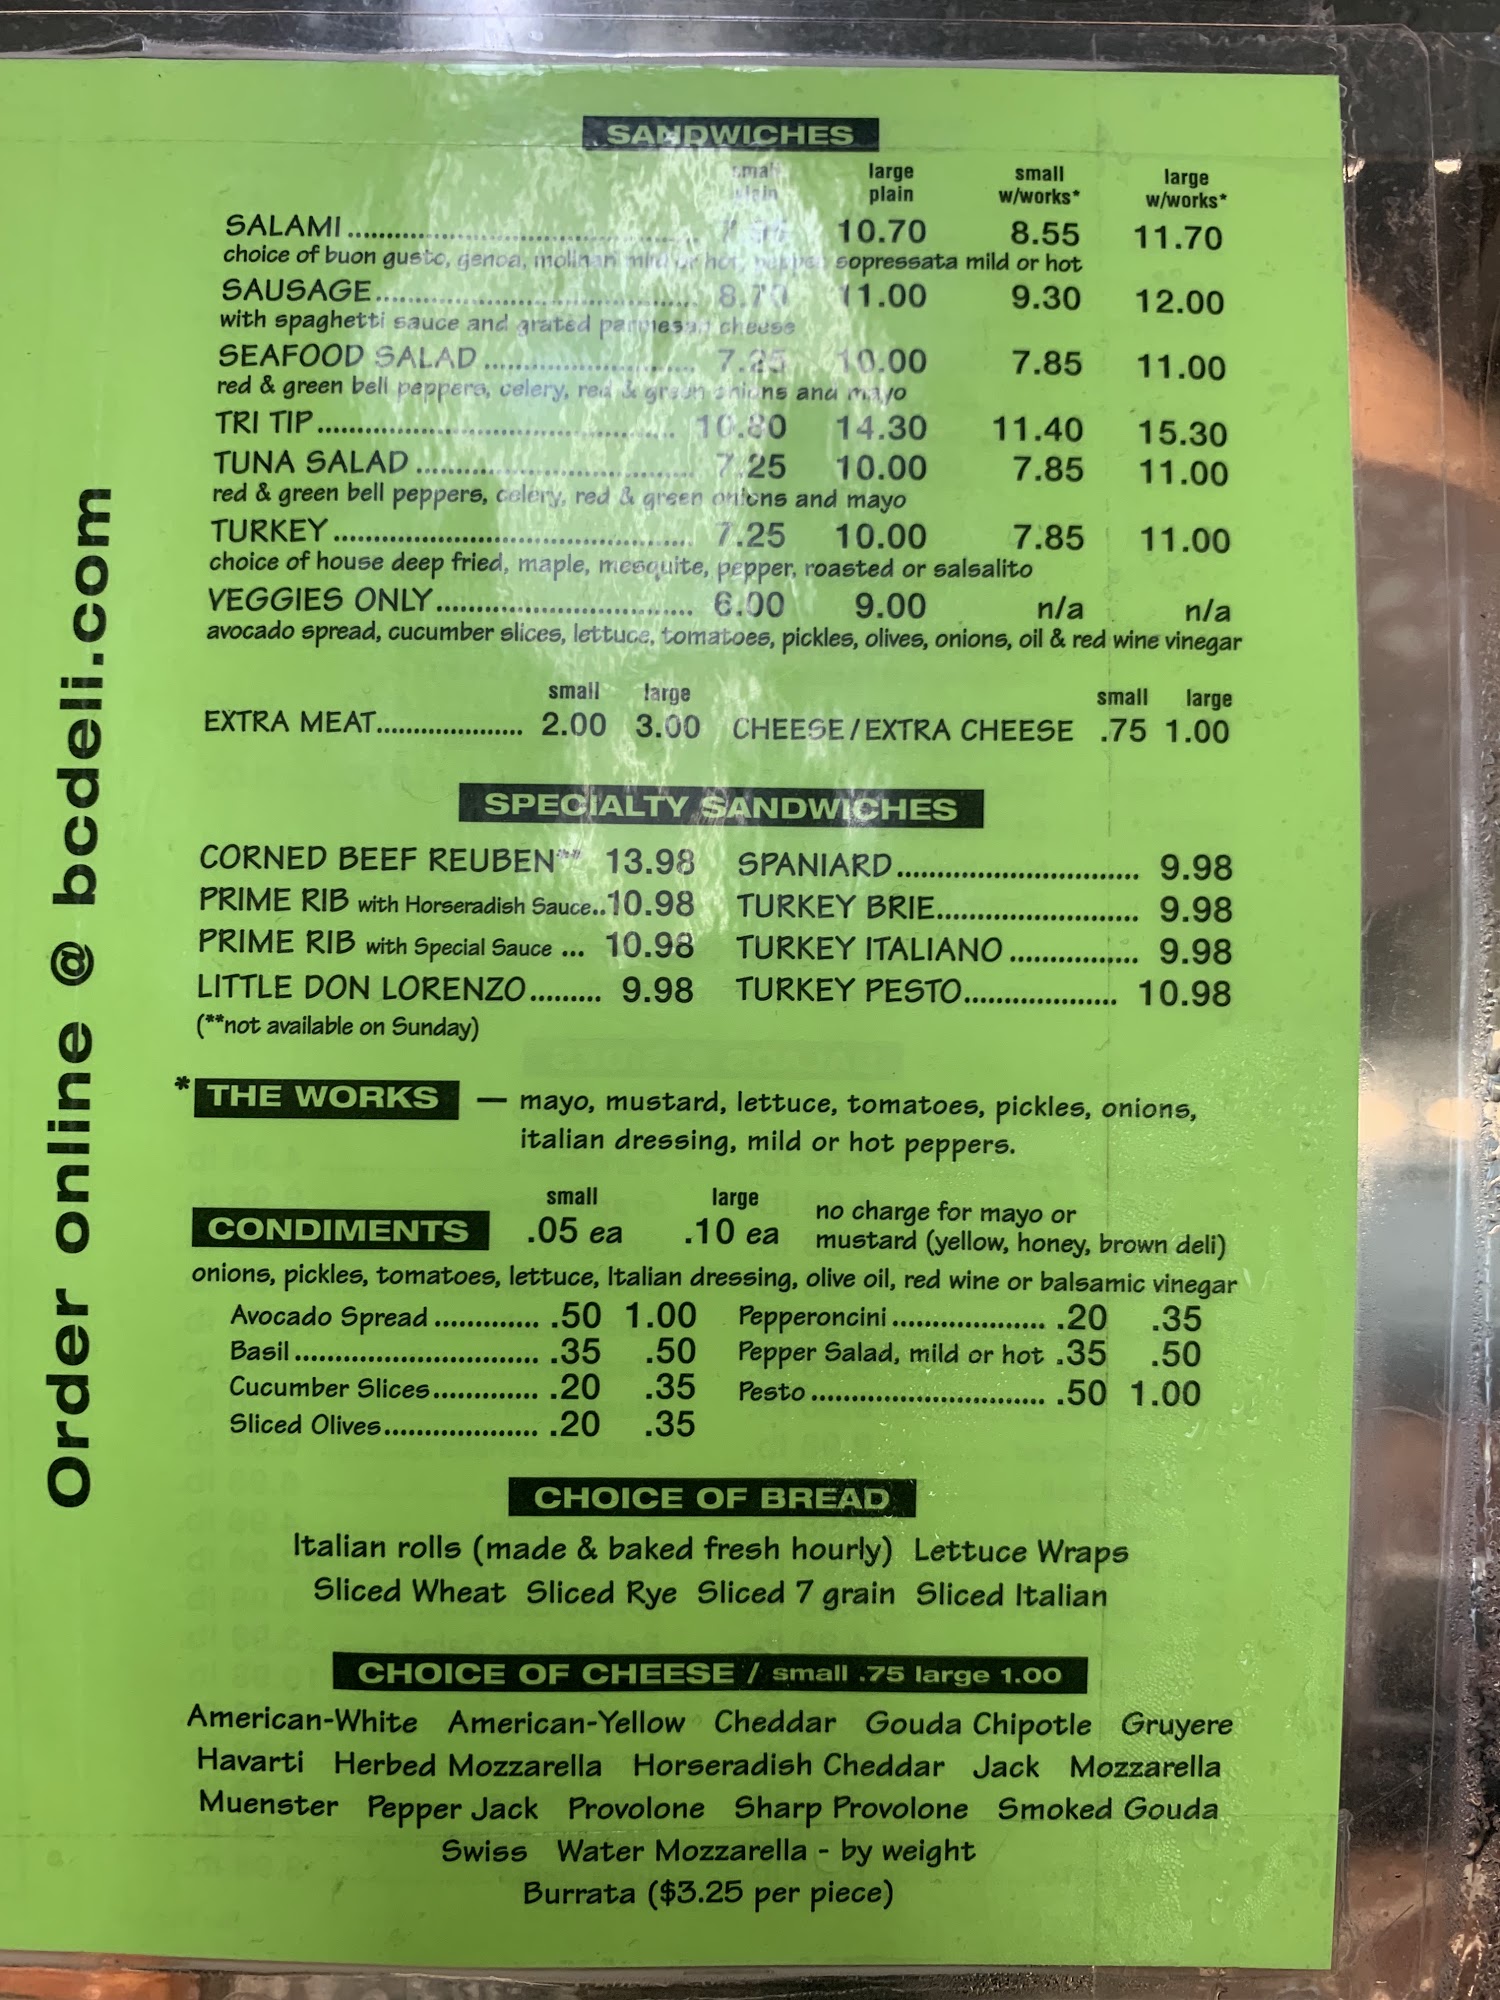 SANDWICHES
small plain large plain small w/works* large w/works*
SALAMI 10.70 8.55 11.70
choice of buon gusto, genoa, molinari mild or hot, pepper, sopressata mild or hot
SAUSAGE 8.70 11.00 9.30 12.00
with spaghetti sauce and grated parmesan cheese
SEAFOOD SALAD 7.25 10.00 7.85 11.00
red & green bell peppers, celery, red & green onions and mayo
TRI TIP 10.80 14.30 11.40 15.30
TUNA SALAD 7.25 10.00 7.85 11.00
red & green bell peppers, celery, red & green onions and mayo
TURKEY 7.25 10.00 7.85 11.00
choice of house deep fried, maple, mesquite, pepper, roasted or salsalito
VEGGIES ONLY 6.00 9.00 n/a n/a
avocado spread, cucumber slices, lettuce, tomatoes, pickles, olives, onions, oil & red wine vinegar
small large small large
EXTRA MEAT 2.00 3.00 CHEESE/EXTRA CHEESE .75 1.00
SPECIALTY SANDWICHES
CORNED BEEF REUBEN** 13.98 SPANIARD 9.98
PRIME RIB with Horseradish Sauce..10.98 TURKEY BRIE 9.98
PRIME RIB with Special Sauce ... 10.98 TURKEY ITALIANO 9.98
LITTLE DON LORENZO 9.98 TURKEY PESTO 10.98
(**not available on Sunday)
* THE WORKS — mayo, mustard, lettuce, tomatoes, pickles, onions,
italian dressing, mild or hot peppers.
small large no charge for mayo or
CONDIMENTS .05 ea .10 ea mustard (yellow, honey, brown deli)
onions, pickles, tomatoes, lettuce, Italian dressing, olive oil, red wine or balsamic vinegar
Avocado Spread .50 1.00 Pepperoncini .20 .35
Basil .35 .50 Pepper Salad, mild or hot .35 .50
Cucumber Slices .20 .35 Pesto .50 1.00
Sliced Olives .20 .35
CHOICE OF BREAD
Italian rolls (made & baked fresh hourly) Lettuce Wraps
Sliced Wheat Sliced Rye Sliced 7 grain Sliced Italian
CHOICE OF CHEESE / small .75 large 1.00
American-White American-Yellow Cheddar Gouda Chipotle Gruyere
Havarti Herbed Mozzarella Horseradish Cheddar Jack Mozzarella
Muenster Pepper Jack Provolone Sharp Provolone Smoked Gouda
Swiss Water Mozzarella - by weight
Burrata ($3.25 per piece)
Order online @ bcdeli.com